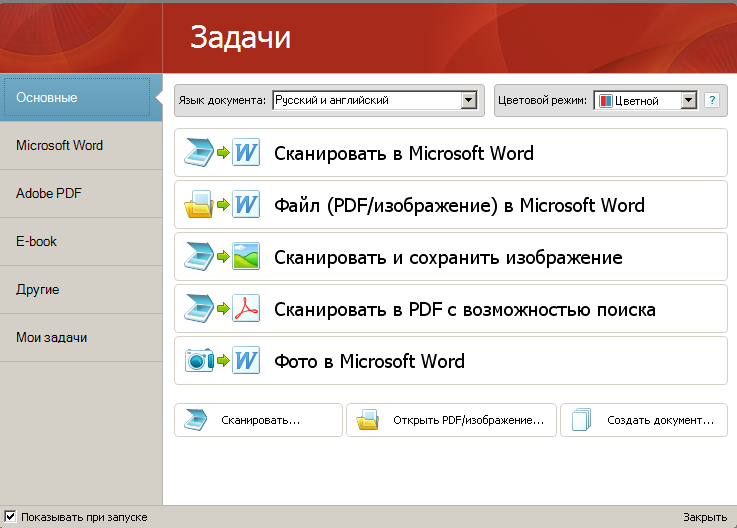 Задачи
Основные
Microsoft Word
Adobe PDF
E-book
Другие
Мои задачи
Язык документа: Русский и английский
Цветовой режим: Цветной ?
Сканировать в Microsoft Word
Файл (PDF/изображение) в Microsoft Word
Сканировать и сохранить изображение
Сканировать в PDF с возможностью поиска
Фото в Microsoft Word
Сканировать...
Открыть PDF/изображение...
Создать документ...
Показывать при запуске
Закрыть